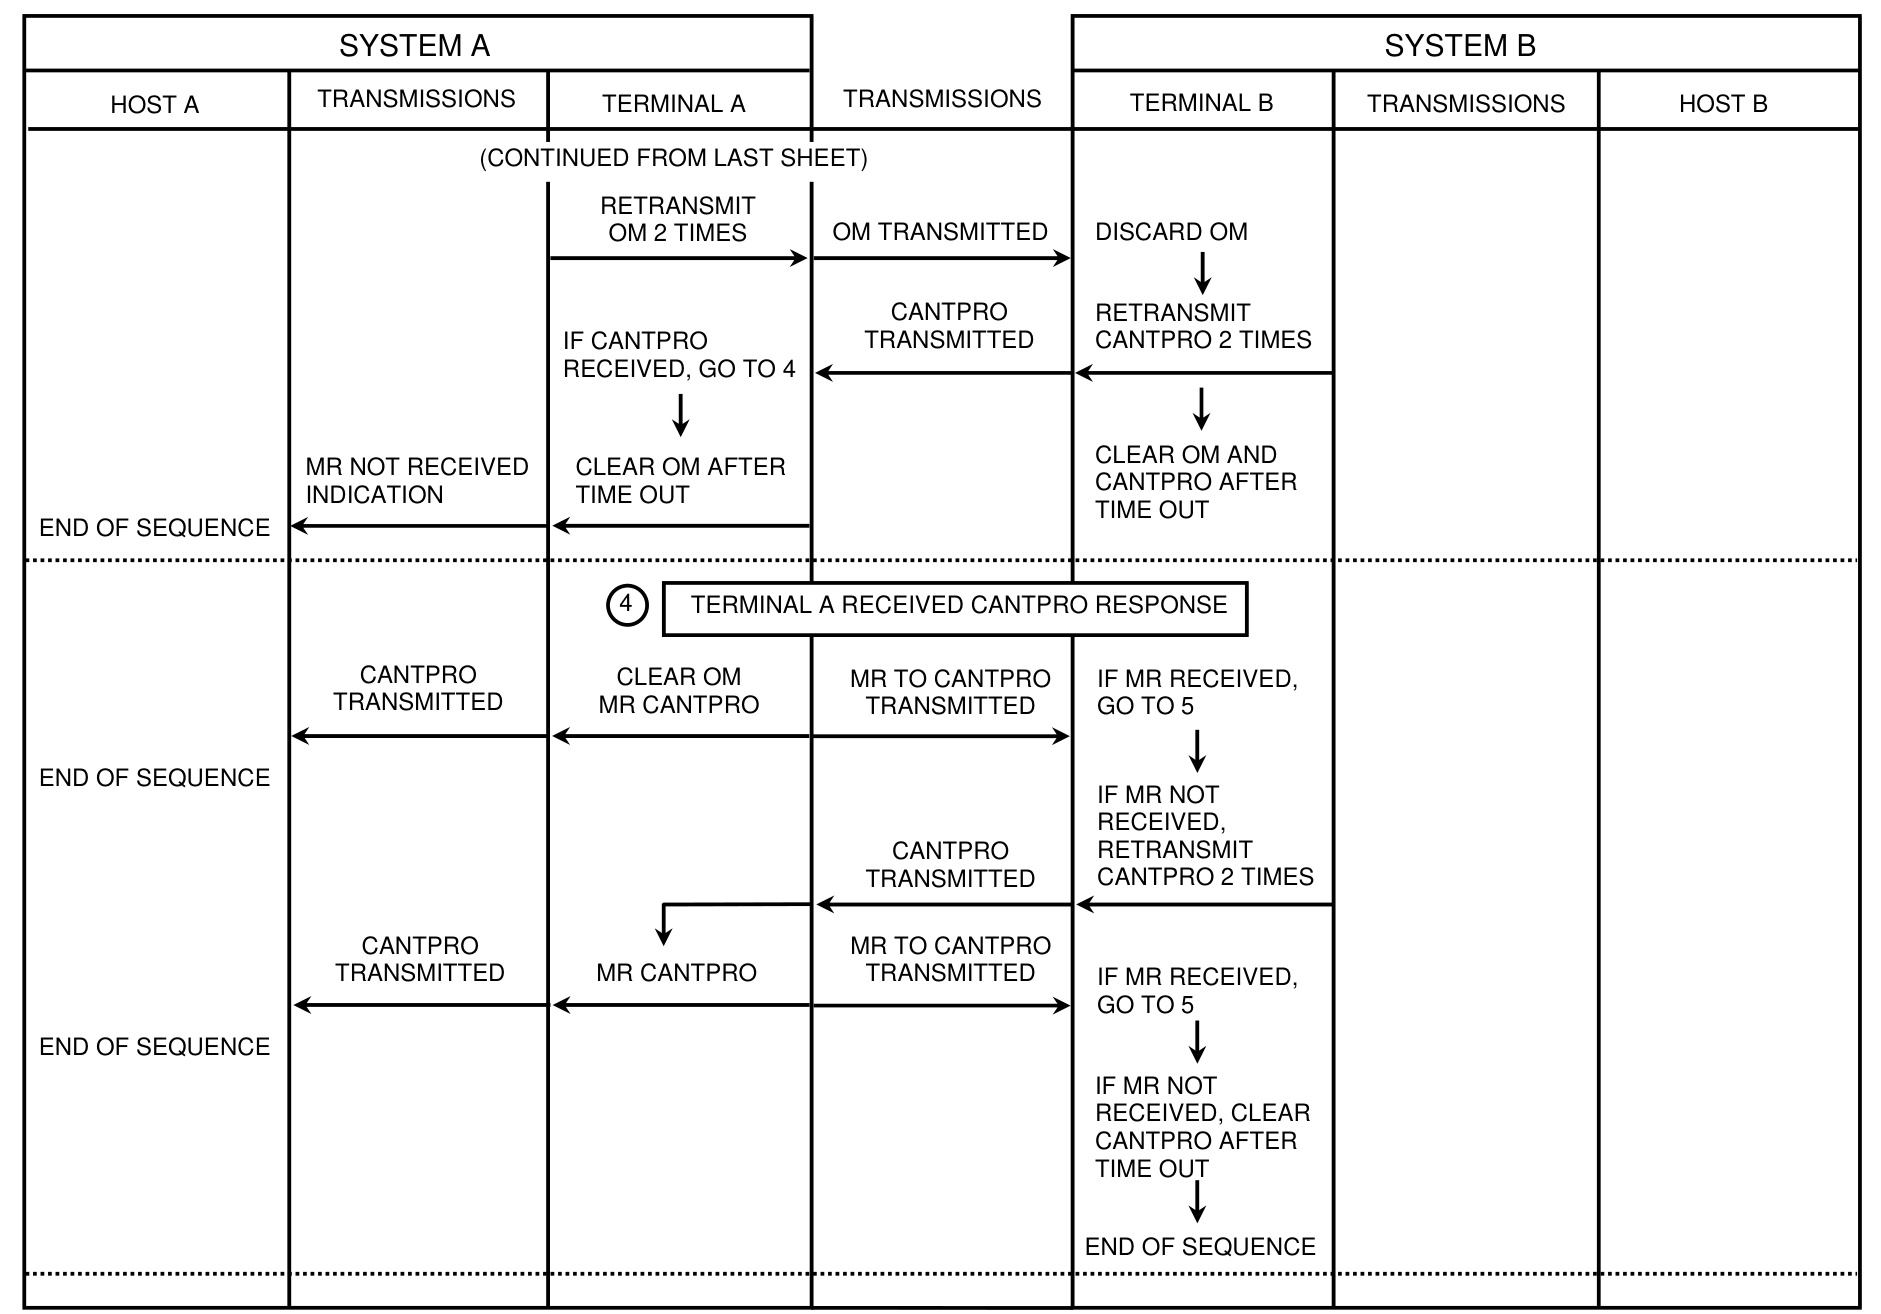 SYSTEM A
SYSTEM B
HOST A
TRANSMISSIONS
TERMINAL A
TRANSMISSIONS
TERMINAL B
TRANSMISSIONS
HOST B
(CONTINUED FROM LAST SHEET)
RETRANSMIT
OM 2 TIMES
OM TRANSMITTED
DISCARD OM
CANTPRO
TRANSMITTED
RETRANSMIT
CANTPRO 2 TIMES
IF CANTPRO
RECEIVED, GO TO 4
MR NOT RECEIVED
INDICATION
CLEAR OM AFTER
TIME OUT
CLEAR OM AND
CANTPRO AFTER
TIME OUT
END OF SEQUENCE
4
TERMINAL A RECEIVED CANTPRO RESPONSE
CANTPRO
TRANSMITTED
CLEAR OM
MR CANTPRO
MR TO CANTPRO
TRANSMITTED
IF MR RECEIVED,
GO TO 5
END OF SEQUENCE
IF MR NOT
RECEIVED,
RETRANSMIT
CANTPRO 2 TIMES
CANTPRO
TRANSMITTED
CANTPRO
TRANSMITTED
MR CANTPRO
MR TO CANTPRO
TRANSMITTED
IF MR RECEIVED,
GO TO 5
END OF SEQUENCE
IF MR NOT
RECEIVED, CLEAR
CANTPRO AFTER
TIME OUT
END OF SEQUENCE